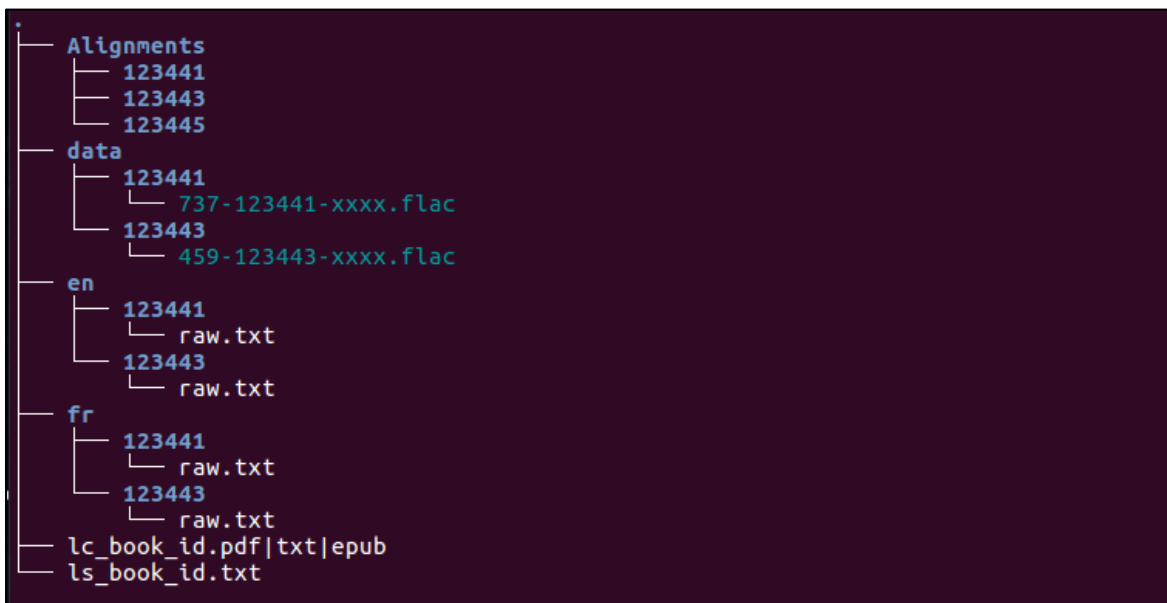 .
├── Alignments
│   ├── 123441
│   ├── 123443
│   └── 123445
├── data
│   ├── 123441
│   │   └── 737-123441-xxxx.flac
│   └── 123443
│       └── 459-123443-xxxx.flac
├── en
│   ├── 123441
│   │   └── raw.txt
│   └── 123443
│       └── raw.txt
├── fr
│   ├── 123441
│   │   └── raw.txt
│   └── 123443
│       └── raw.txt
├── lc_book_id.pdf|txt|epub
└── ls_book_id.txt